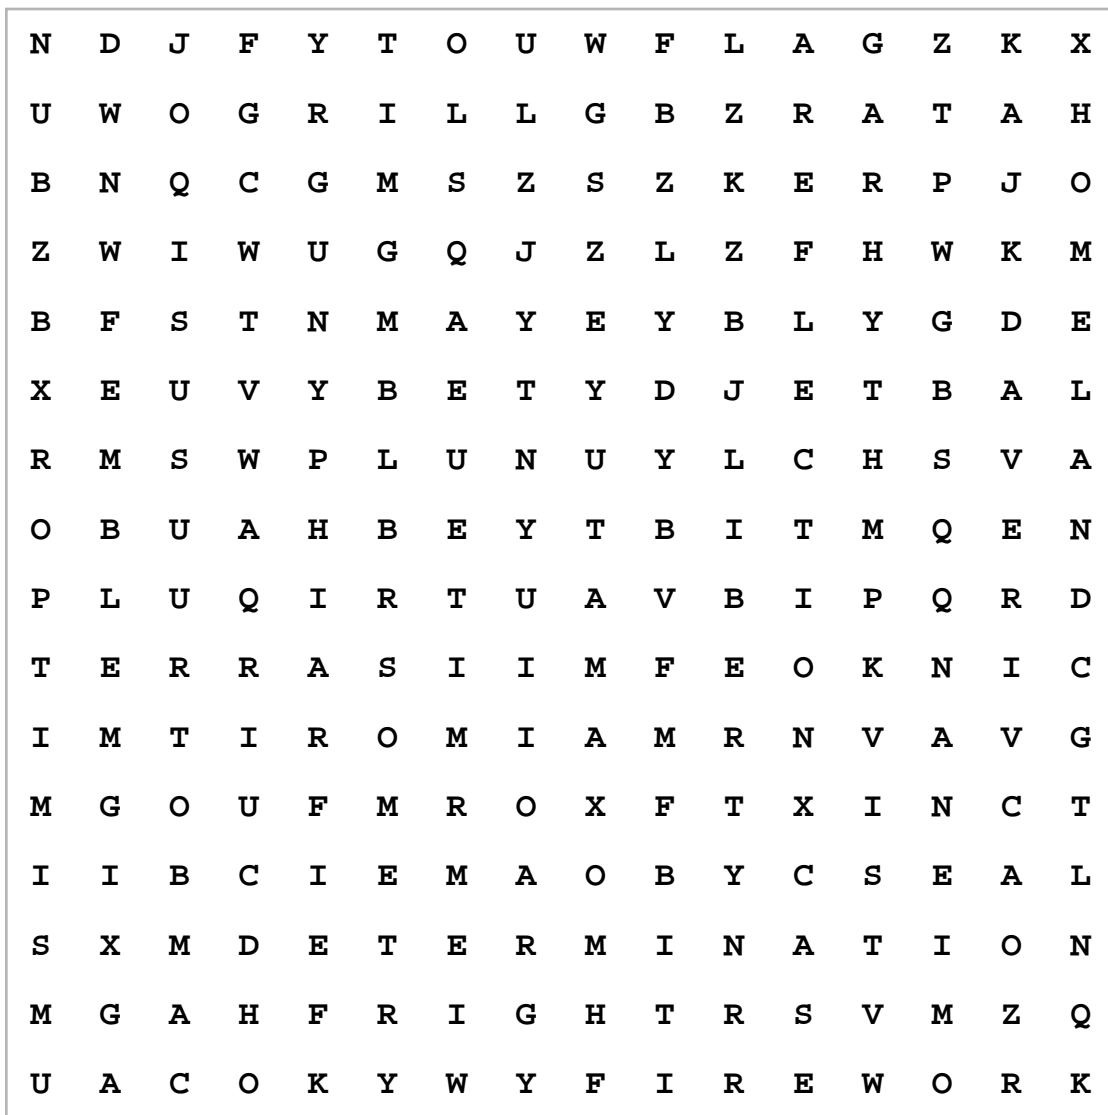 N D J F Y T O U W F L A G Z K X
U W O G R I L L G B Z R A T A H
B N Q C G M S Z S Z K E R P J O
Z W I W U G Q J Z L Z F H W K M
B F S T N M A Y E Y B L Y G D E
X E U V Y B E T Y D J E T B A L
R M S W P L U N U Y L C H S V A
O B U A H B E Y T B I T M Q E N
P L U Q I R T U A V B I P Q R D
T E R R A S I I M F E O K N I C
I M T I R O M I A M R N V A V G
M G O U F M R O X F T X I N C T
I I B C I E M A O B Y C S E A L
S X M D E T E R M I N A T I O N
M G A H F R I G H T R S V M Z Q
U A C O K Y W Y F I R E W O R K